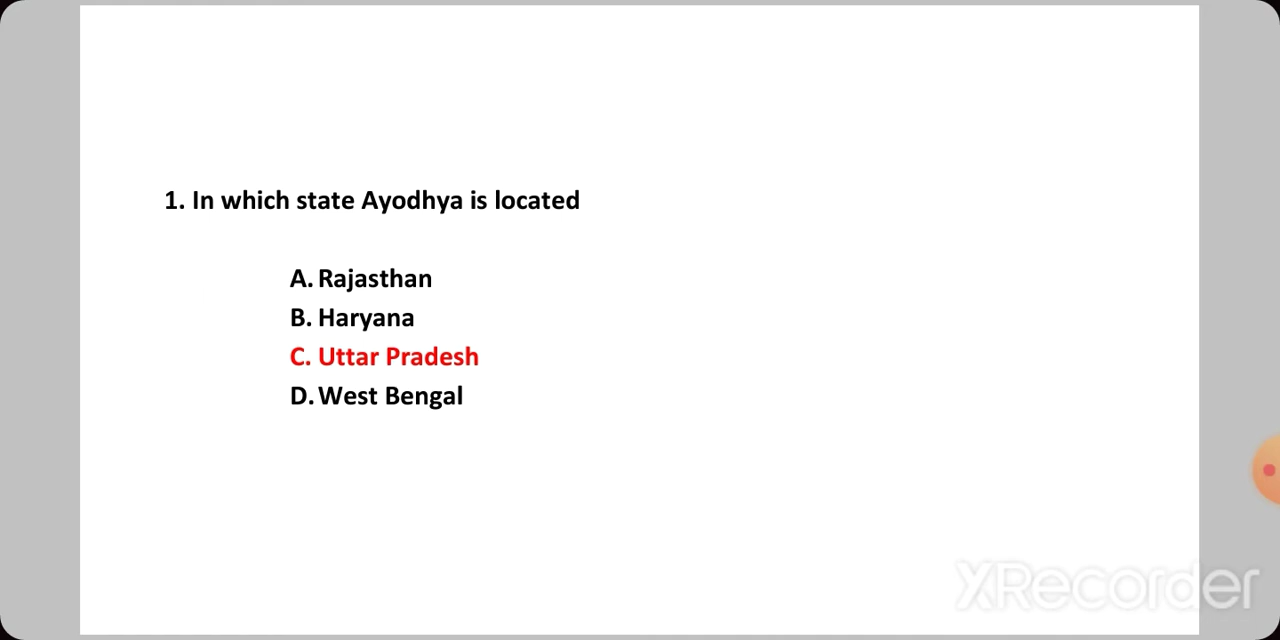 1. In which state Ayodhya is located
A. Rajasthan
B. Haryana
C. Uttar Pradesh
D. West Bengal
XRecorder